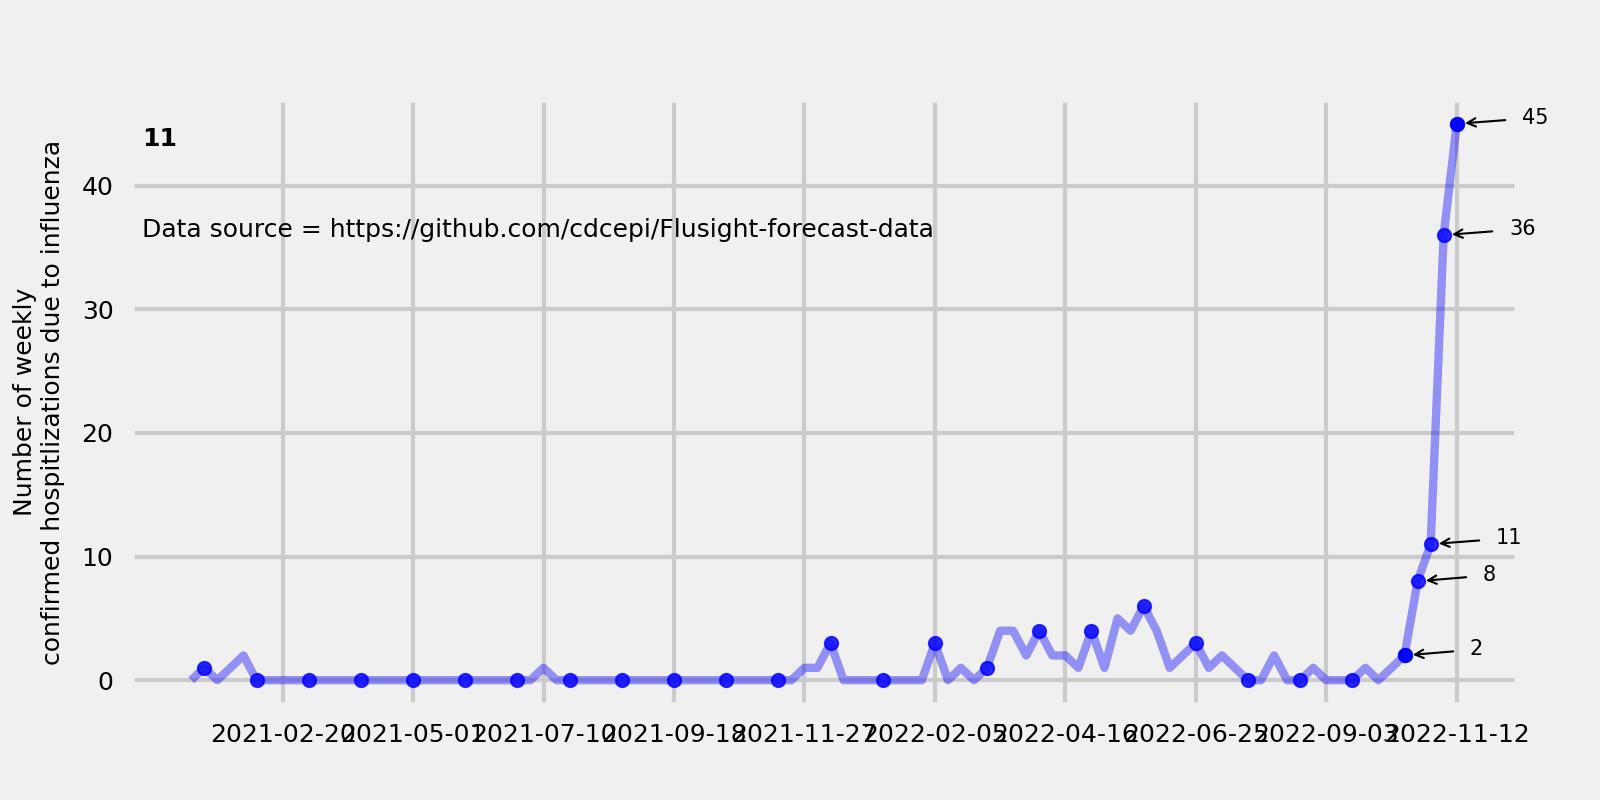 11
45
40
Data source = https://github.com/cdcepi/Flusight-forecast-data
36
30
20
11
10
8
2
0
Number of weekly
confirmed hospitlizations due to influenza
2021-02-20 2021-05-01 2021-07-10 2021-09-18 2021-11-27 2022-02-05 2022-04-16 2022-06-25 2022-09-03 2022-11-12